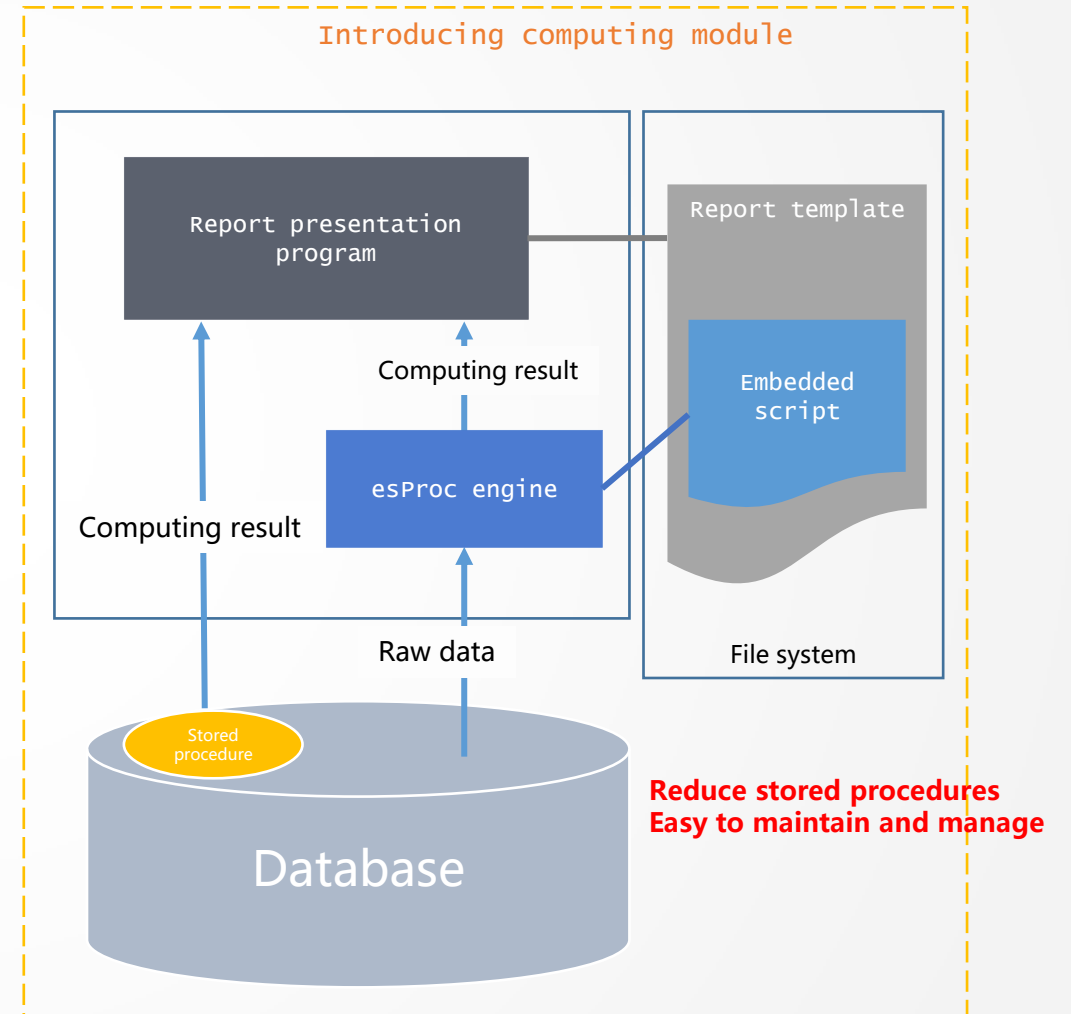 Introducing computing module
Report presentation
program
Report template
Computing result
Embedded
script
esProc engine
Computing result
Raw data
File system
Stored
procedure
Reduce stored procedures
Easy to maintain and manage
Database